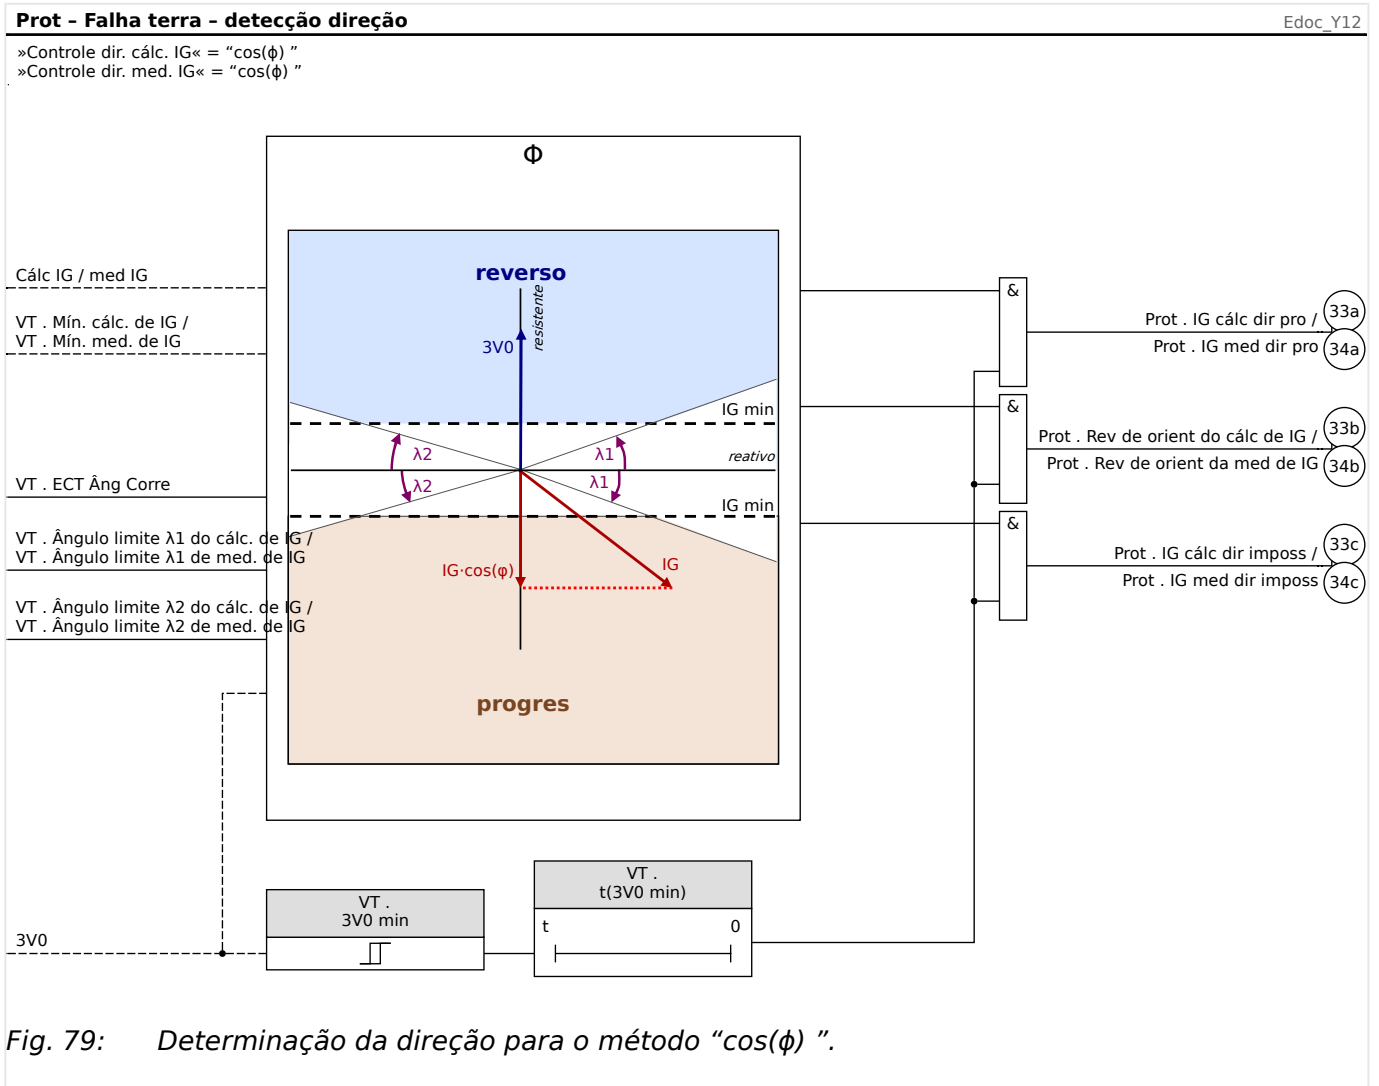 Prot – Falha terra – detecção direção
Edoc_Y12
»Controle dir. cálc. IG« = “cos(ϕ) ”
»Controle dir. med. IG« = “cos(ϕ) ”
Φ
Cálc IG / med IG
VT . Mín. cálc. de IG /
VT . Mín. med. de IG
VT . ECT Âng Corre
VT . Ângulo limite λ1 do cálc. de IG /
VT . Ângulo limite λ1 de med. de IG
VT . Ângulo limite λ2 do cálc. de IG /
VT . Ângulo limite λ2 de med. de IG
reverso
resistente
3V0
IG min
λ2
λ1
reativo
λ2
λ1
IG min
IG·cos(φ)
IG
progres
&
Prot . IG cálc dir pro /
33a
Prot . IG med dir pro
34a
&
Prot . Rev de orient do cálc de IG /
33b
Prot . Rev de orient da med de IG
34b
&
Prot . IG cálc dir imposs /
33c
Prot . IG med dir imposs
34c
3V0
VT .
3V0 min
VT .
t(3V0 min)
t
0
Fig. 79: Determinação da direção para o método “cos(ϕ) ”.